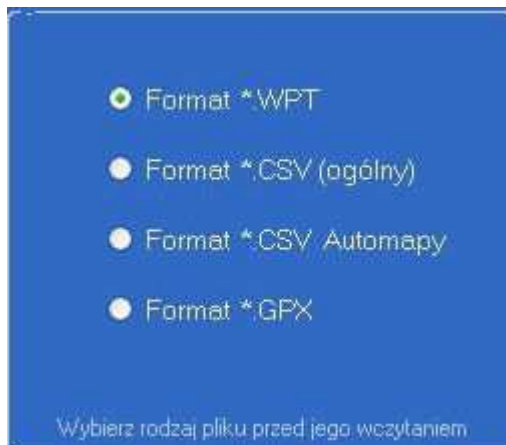 Format *.WPT
Format *.CSV (ogólny)
Format *.CSV Automapy
Format *.GPX
Wybierz rodzaj pliku przed jego wczytaniem